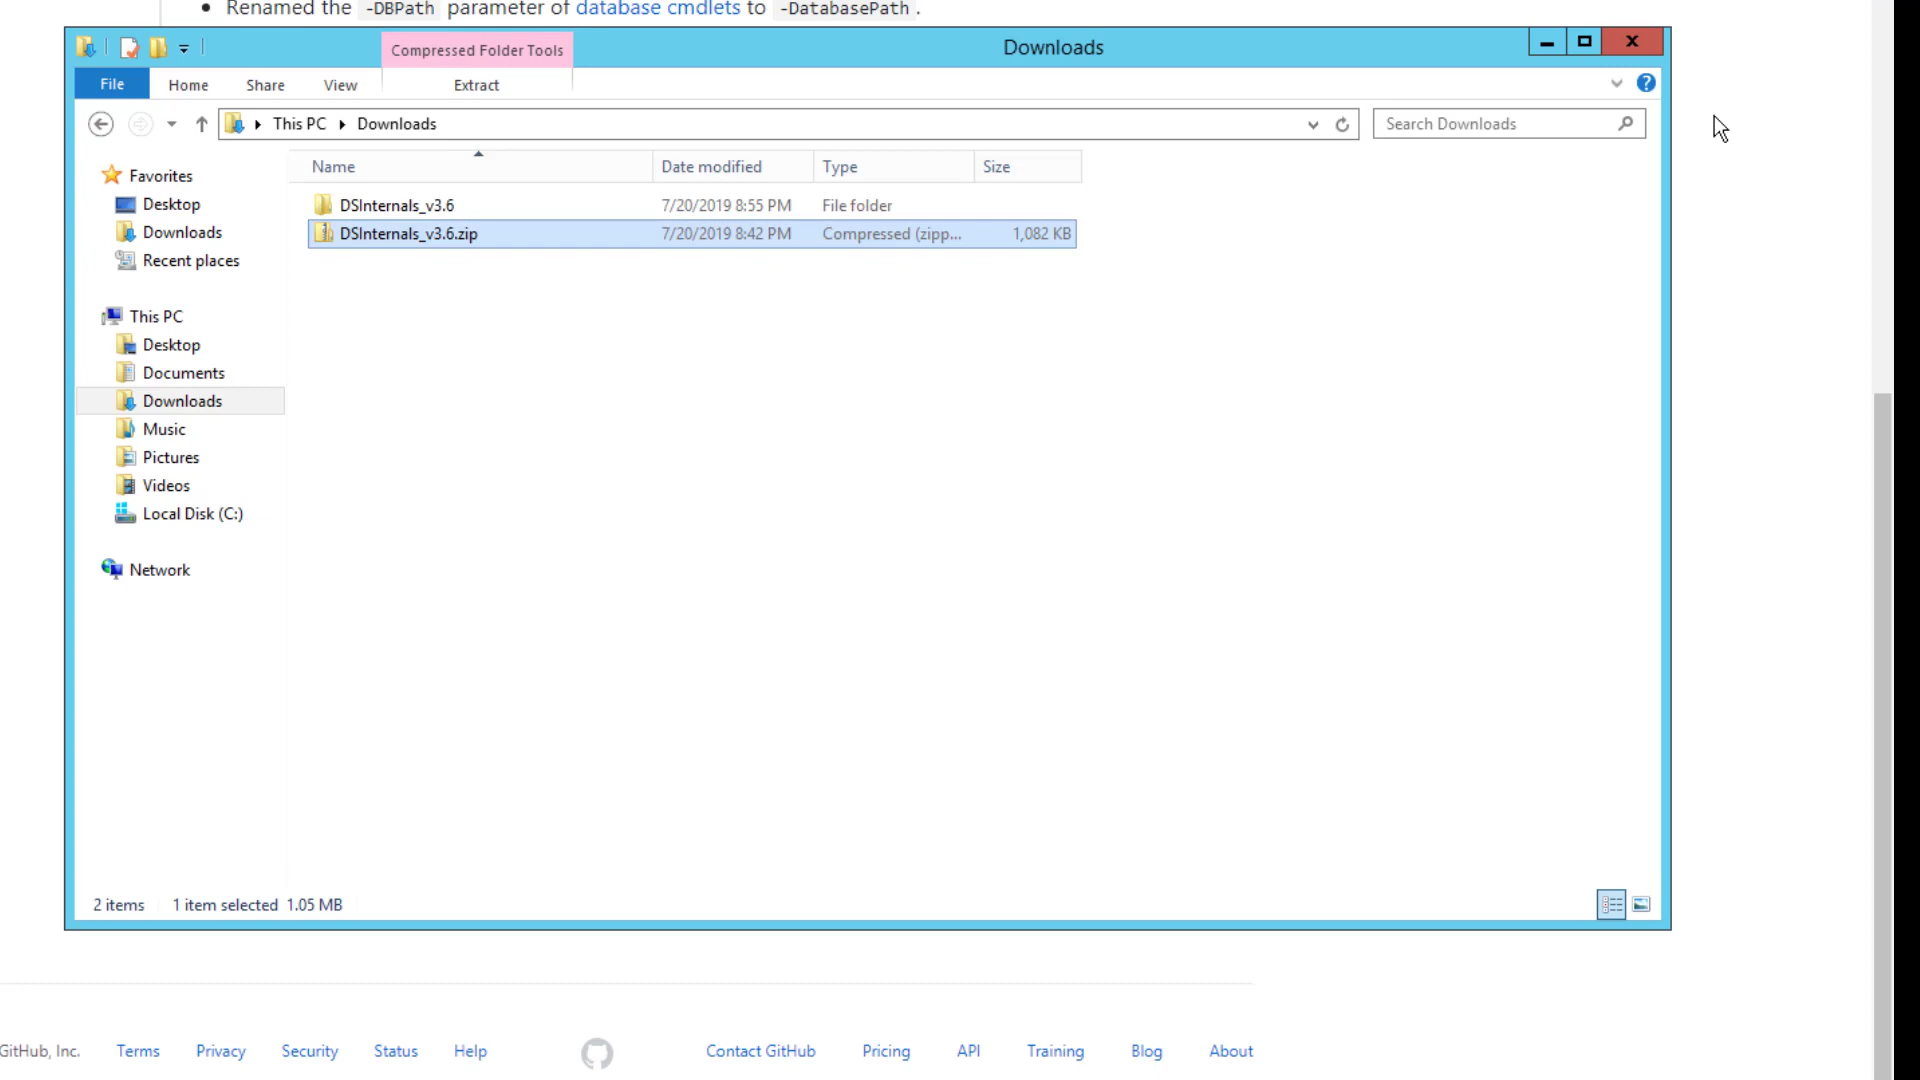 • Renamed the -DBPath parameter of database cmdlets to -DatabasePath .
Compressed Folder Tools
Downloads
File Home Share View Extract
This PC Downloads
Search Downloads
Name Date modified Type Size
DSInternals_v3.6 7/20/2019 8:55 PM File folder
DSInternals_v3.6.zip 7/20/2019 8:42 PM Compressed (zipp... 1,082 KB
Favorites
Desktop
Downloads
Recent places
This PC
Desktop
Documents
Downloads
Music
Pictures
Videos
Local Disk (C:)
Network
2 items 1 item selected 1.05 MB
GitHub, Inc. Terms Privacy Security Status Help Contact GitHub Pricing API Training Blog About